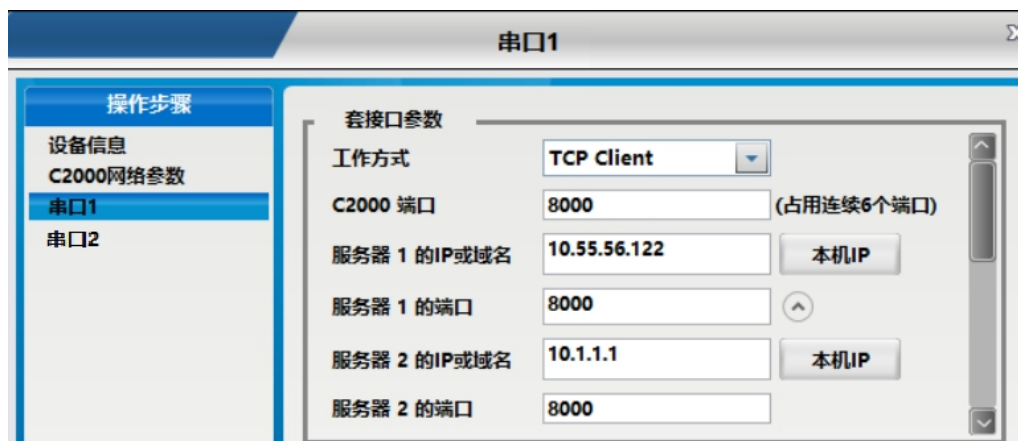 串口1
操作步骤
设备信息
C2000网络参数
串口1
串口2
套接口参数
工作方式 TCP Client
C2000 端口 8000 (占用连续6个端口)
服务器 1 的IP或域名 10.55.56.122 本机IP
服务器 1 的端口 8000
服务器 2 的IP或域名 10.1.1.1 本机IP
服务器 2 的端口 8000